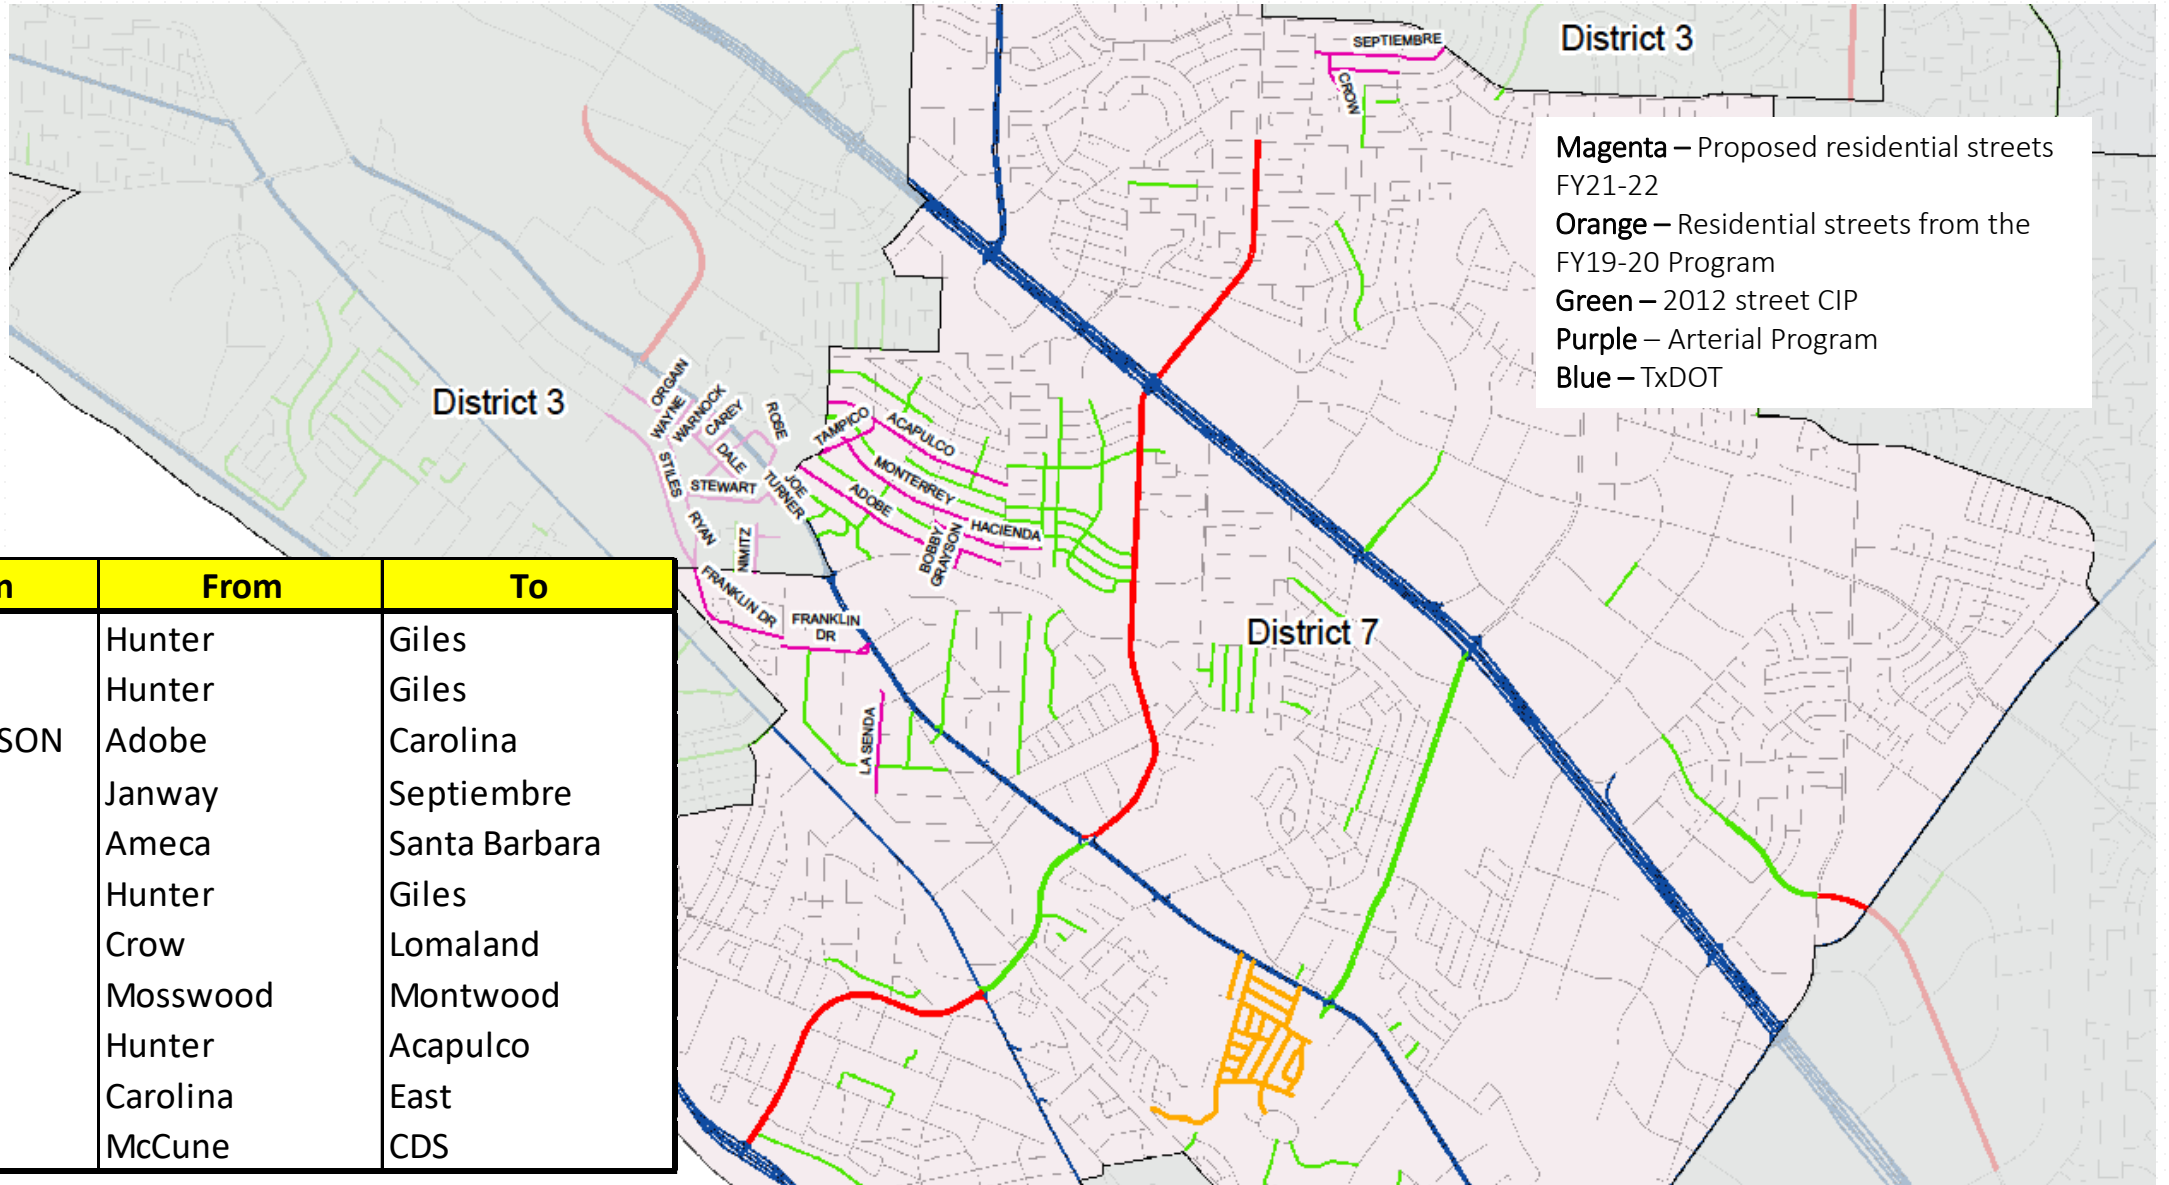 SEPTIEMBRE
District 3
CROW
Magenta – Proposed residential streets
FY21-22
Orange – Residential streets from the
FY19-20 Program
Green – 2012 street CIP
Purple – Arterial Program
Blue – TxDOT
District 3
ORGAIN
WAYNE
WARNOCK
CAREY
ROSE
TAMPICO
ACAPULCO
DALE
STILES
STEWART
JOE
TURNER
MONTERREY
ADOBE
HACIENDA
BOBBY
GRAYSON
RYAN
NIMITZ
FRANKLIN DR
FRANKLIN
DR
LA SENDA
District 7
n From To
Hunter Giles
Hunter Giles
SON Adobe Carolina
Janway Septiembre
Ameca Santa Barbara
Hunter Giles
Crow Lomaland
Mosswood Montwood
Hunter Acapulco
Carolina East
McCune CDS